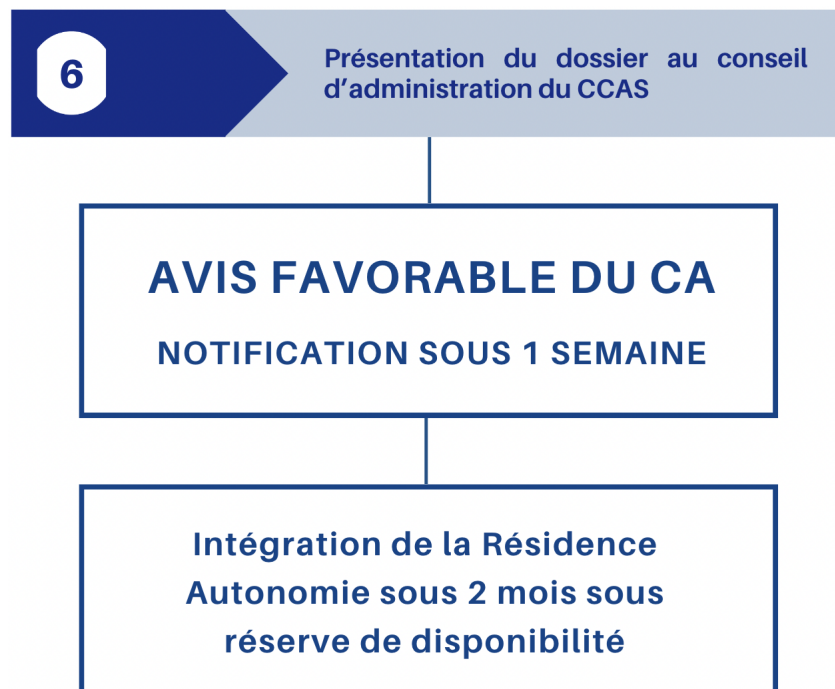 6
Présentation du dossier au conseil
d’administration du CCAS
AVIS FAVORABLE DU CA
NOTIFICATION SOUS 1 SEMAINE
Intégration de la Résidence
Autonomie sous 2 mois sous
réserve de disponibilité